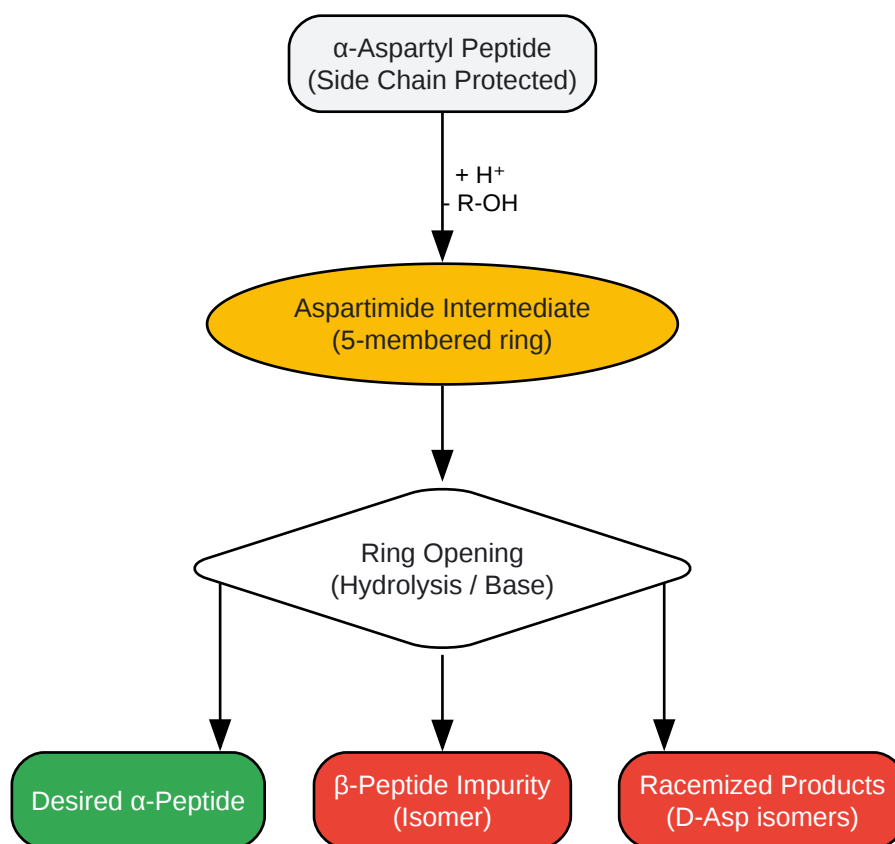 α-Aspartyl Peptide
(Side Chain Protected)
+ H⁺
- R-OH
Aspartimide Intermediate
(5-membered ring)
Ring Opening
(Hydrolysis / Base)
Desired α-Peptide
β-Peptide Impurity
(Isomer)
Racemized Products
(D-Asp isomers)